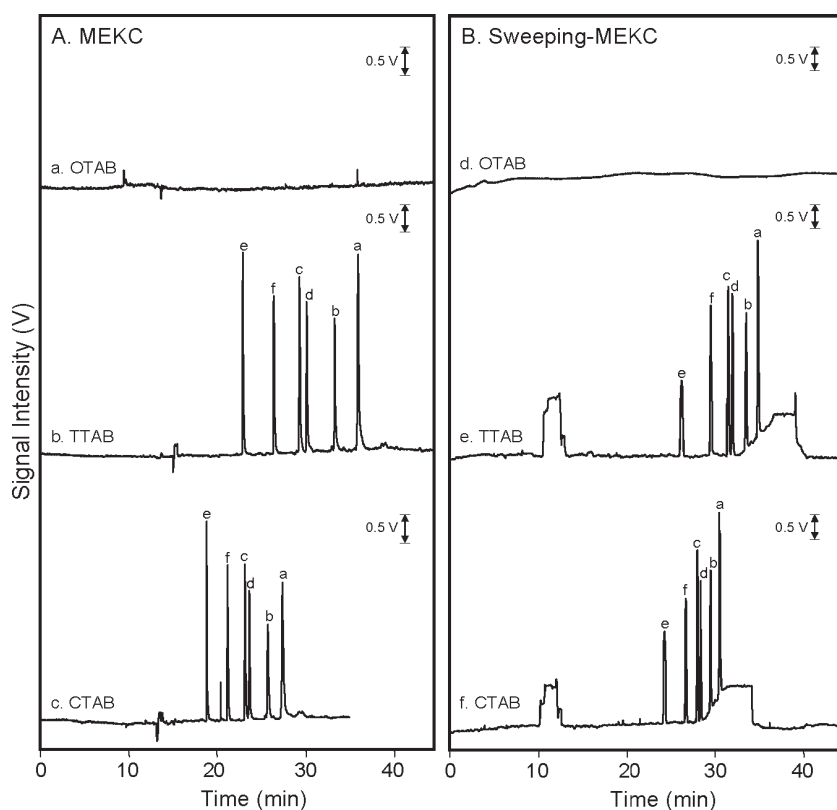 A. MEKC
0.5 V
a. OTAB
0.5 V
e
f
c
d
b
a
b. TTAB
0.5 V
e
f
c
d
b
a
c. CTAB
0 10 20 30 40
Time (min)
Signal Intensity (V)
B. Sweeping-MEKC
0.5 V
d. OTAB
0.5 V
e
f
c
d
b
a
e. TTAB
0.5 V
e
f
c
d
b
a
f. CTAB
0 10 20 30 40
Time (min)